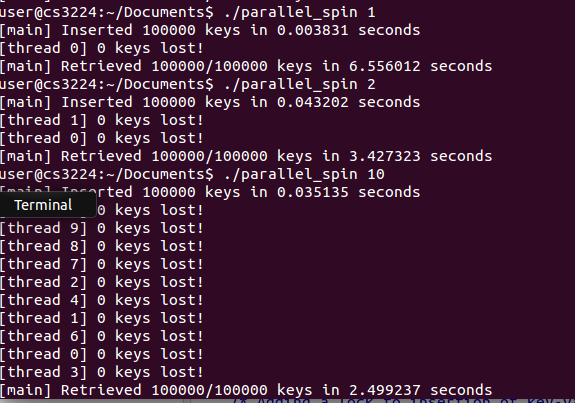 user@cs3224:~/Documents$ ./parallel_spin 1
[main] Inserted 100000 keys in 0.003831 seconds
[thread 0] 0 keys lost!
[main] Retrieved 100000/100000 keys in 6.556012 seconds
user@cs3224:~/Documents$ ./parallel_spin 2
[main] Inserted 100000 keys in 0.043202 seconds
[thread 1] 0 keys lost!
[thread 0] 0 keys lost!
[main] Retrieved 100000/100000 keys in 3.427323 seconds
user@cs3224:~/Documents$ ./parallel_spin 10
[main] Inserted 100000 keys in 0.035135 seconds
Terminal
0 keys lost!
[thread 9] 0 keys lost!
[thread 8] 0 keys lost!
[thread 7] 0 keys lost!
[thread 2] 0 keys lost!
[thread 4] 0 keys lost!
[thread 1] 0 keys lost!
[thread 6] 0 keys lost!
[thread 0] 0 keys lost!
[thread 3] 0 keys lost!
[main] Retrieved 100000/100000 keys in 2.499237 seconds